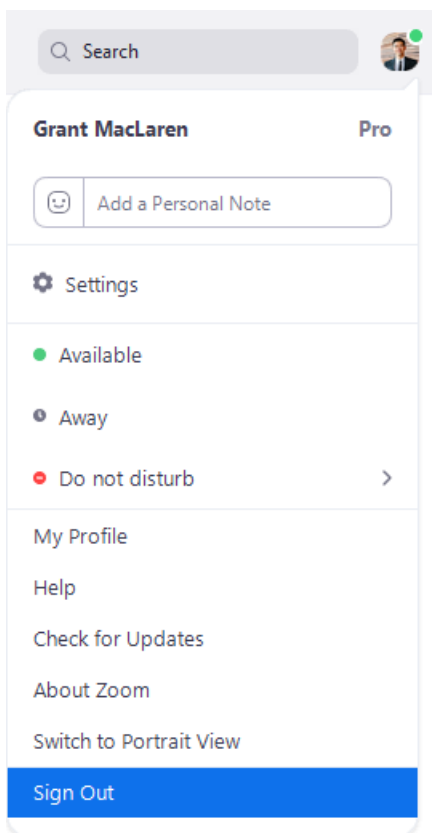 Search
Grant MacLaren Pro
Add a Personal Note
Settings
Available
Away
Do not disturb
My Profile
Help
Check for Updates
About Zoom
Switch to Portrait View
Sign Out